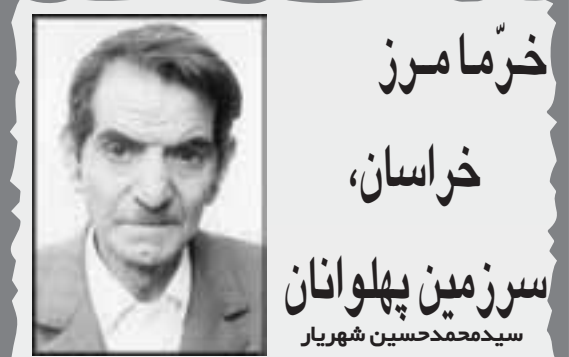 خرّما مرز
خراسان،
سرزمین پهلوانان
سیدمحمدحسین شهریار